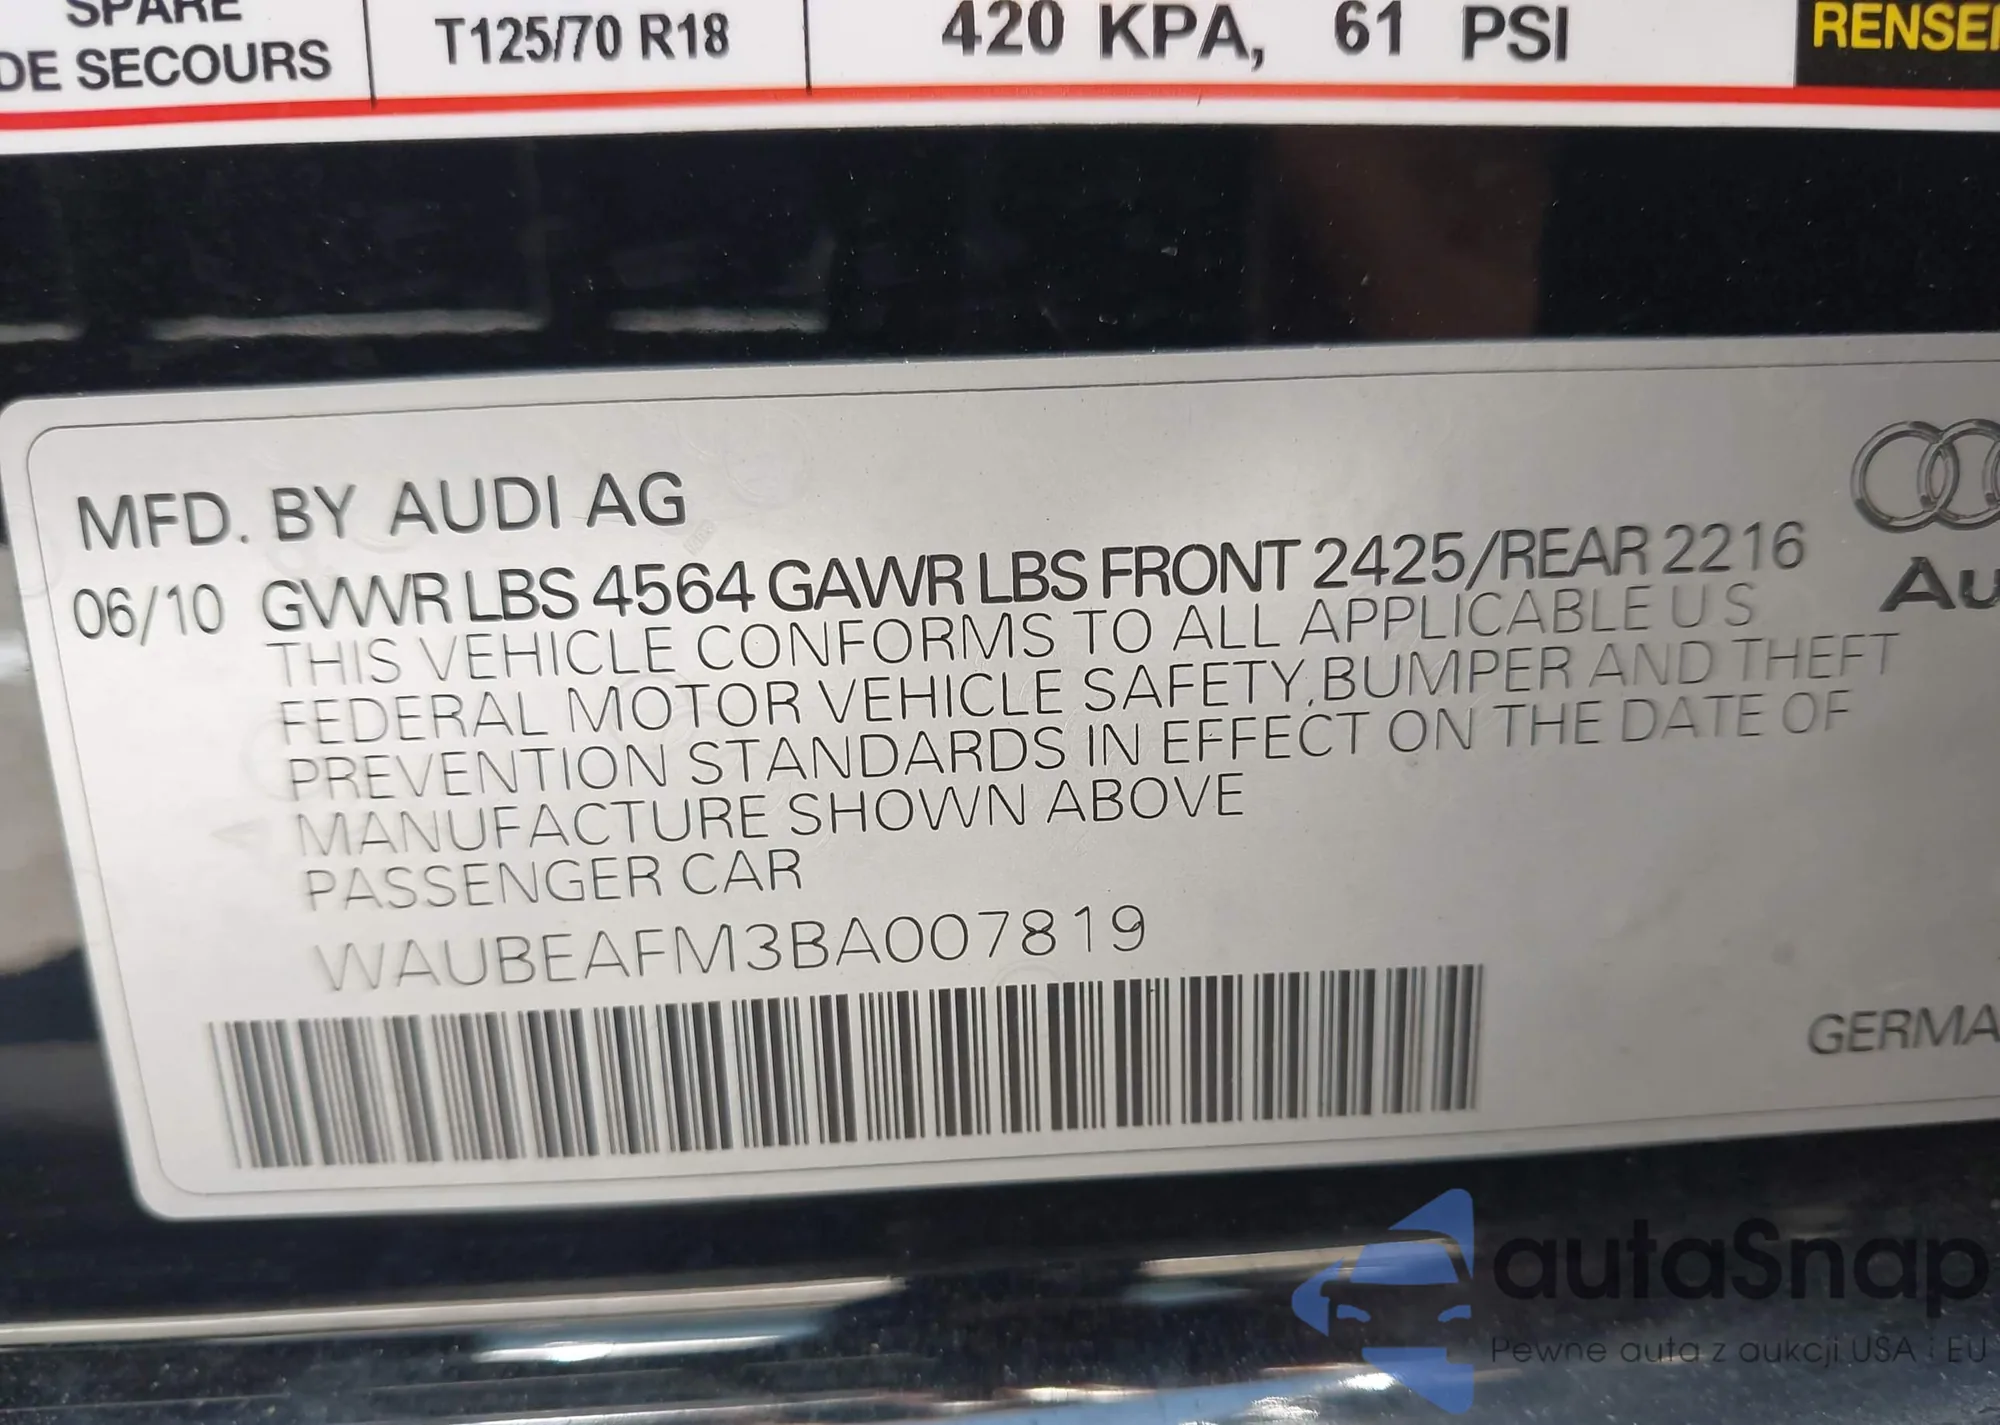 SPARE
DE SECOURS
T125/70 R18
420 KPA, 61 PSI
MFD. BY AUDI AG
06/10 GVWR LBS 4564 GAWR LBS FRONT 2425/REAR 2216
THIS VEHICLE CONFORMS TO ALL APPLICABLE U S
FEDERAL MOTOR VEHICLE SAFETY, BUMPER AND THEFT
PREVENTION STANDARDS IN EFFECT ON THE DATE OF
MANUFACTURE SHOWN ABOVE
PASSENGER CAR
WAUBEAFM3BA007819
autaSnap
Pewne auta z aukcji USA i EU